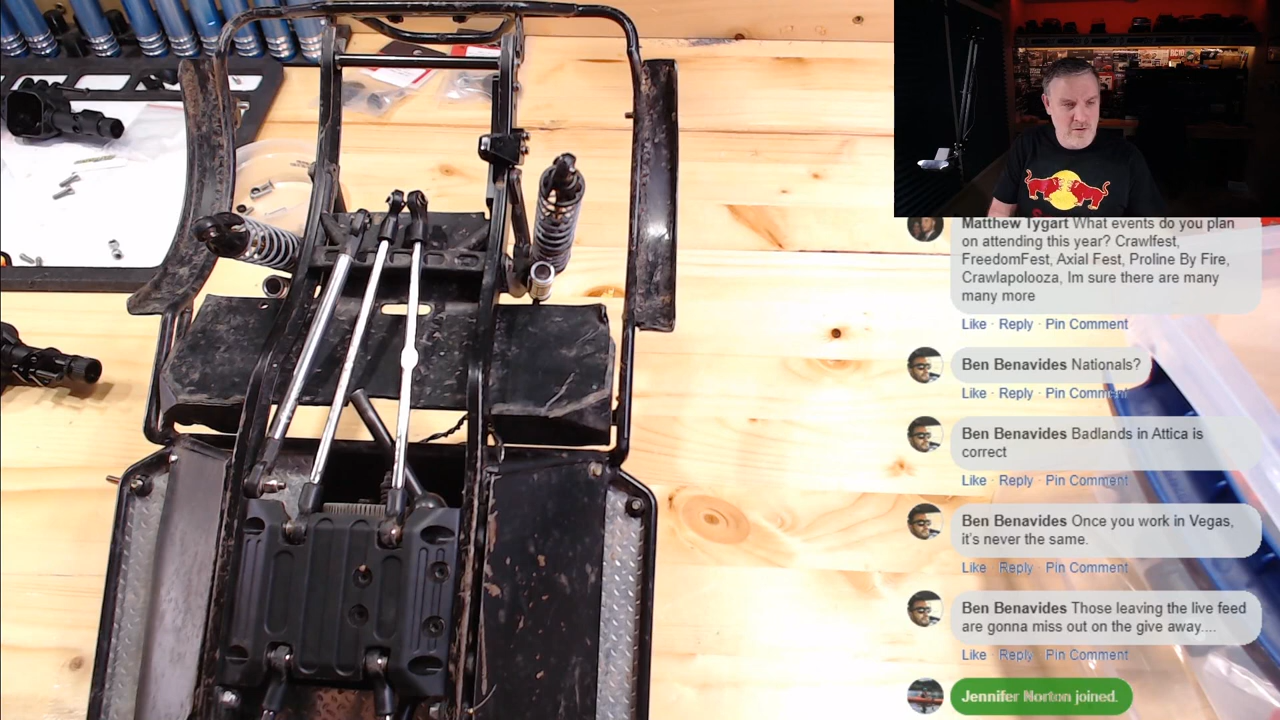 Matthew Tygart What events do you plan
on attending this year? Crawlfest,
FreedomFest, Axial Fest, Proline By Fire,
Crawlapolooza, Im sure there are many
many more
Like · Reply · Pin Comment
Ben Benavides Nationals?
Like · Reply · Pin Comment
Ben Benavides Badlands in Attica is
correct
Like · Reply · Pin Comment
Ben Benavides Once you work in Vegas,
it's never the same.
Like · Reply · Pin Comment
Ben Benavides Those leaving the live feed
are gonna miss out on the give away....
Like · Reply · Pin Comment
Jennifer Norton joined.